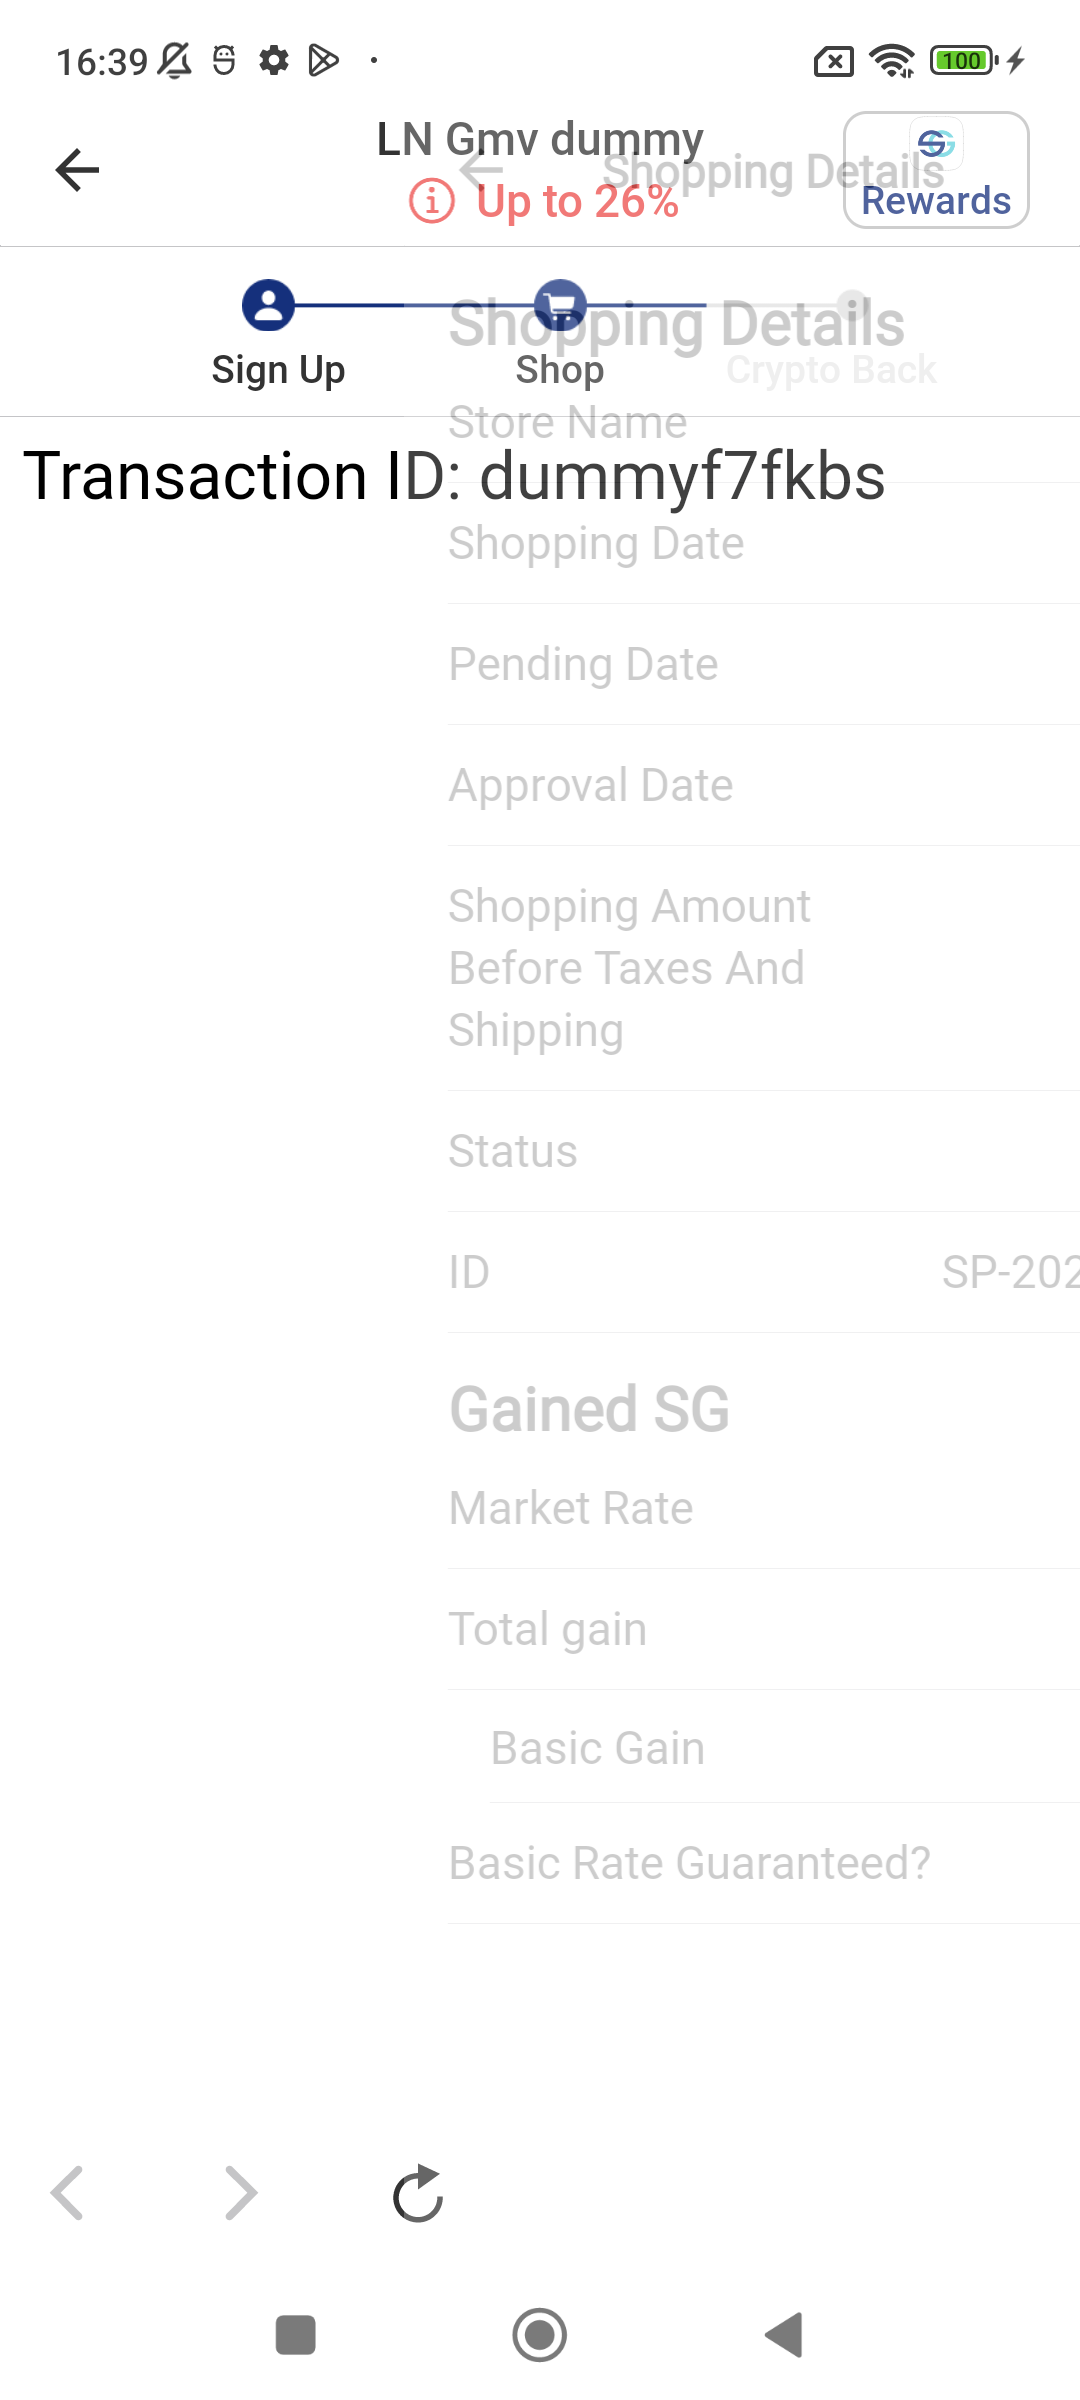 16:39
100
LN Gmv dummy
Shopping Details
Up to 26%
Rewards
Shopping Details
Sign Up
Shop
Crypto Back
Store Name
Transaction ID: dummyf7fkbs
Shopping Date
Pending Date
Approval Date
Shopping Amount
Before Taxes And
Shipping
Status
ID SP-202
Gained SG
Market Rate
Total gain
Basic Gain
Basic Rate Guaranteed?